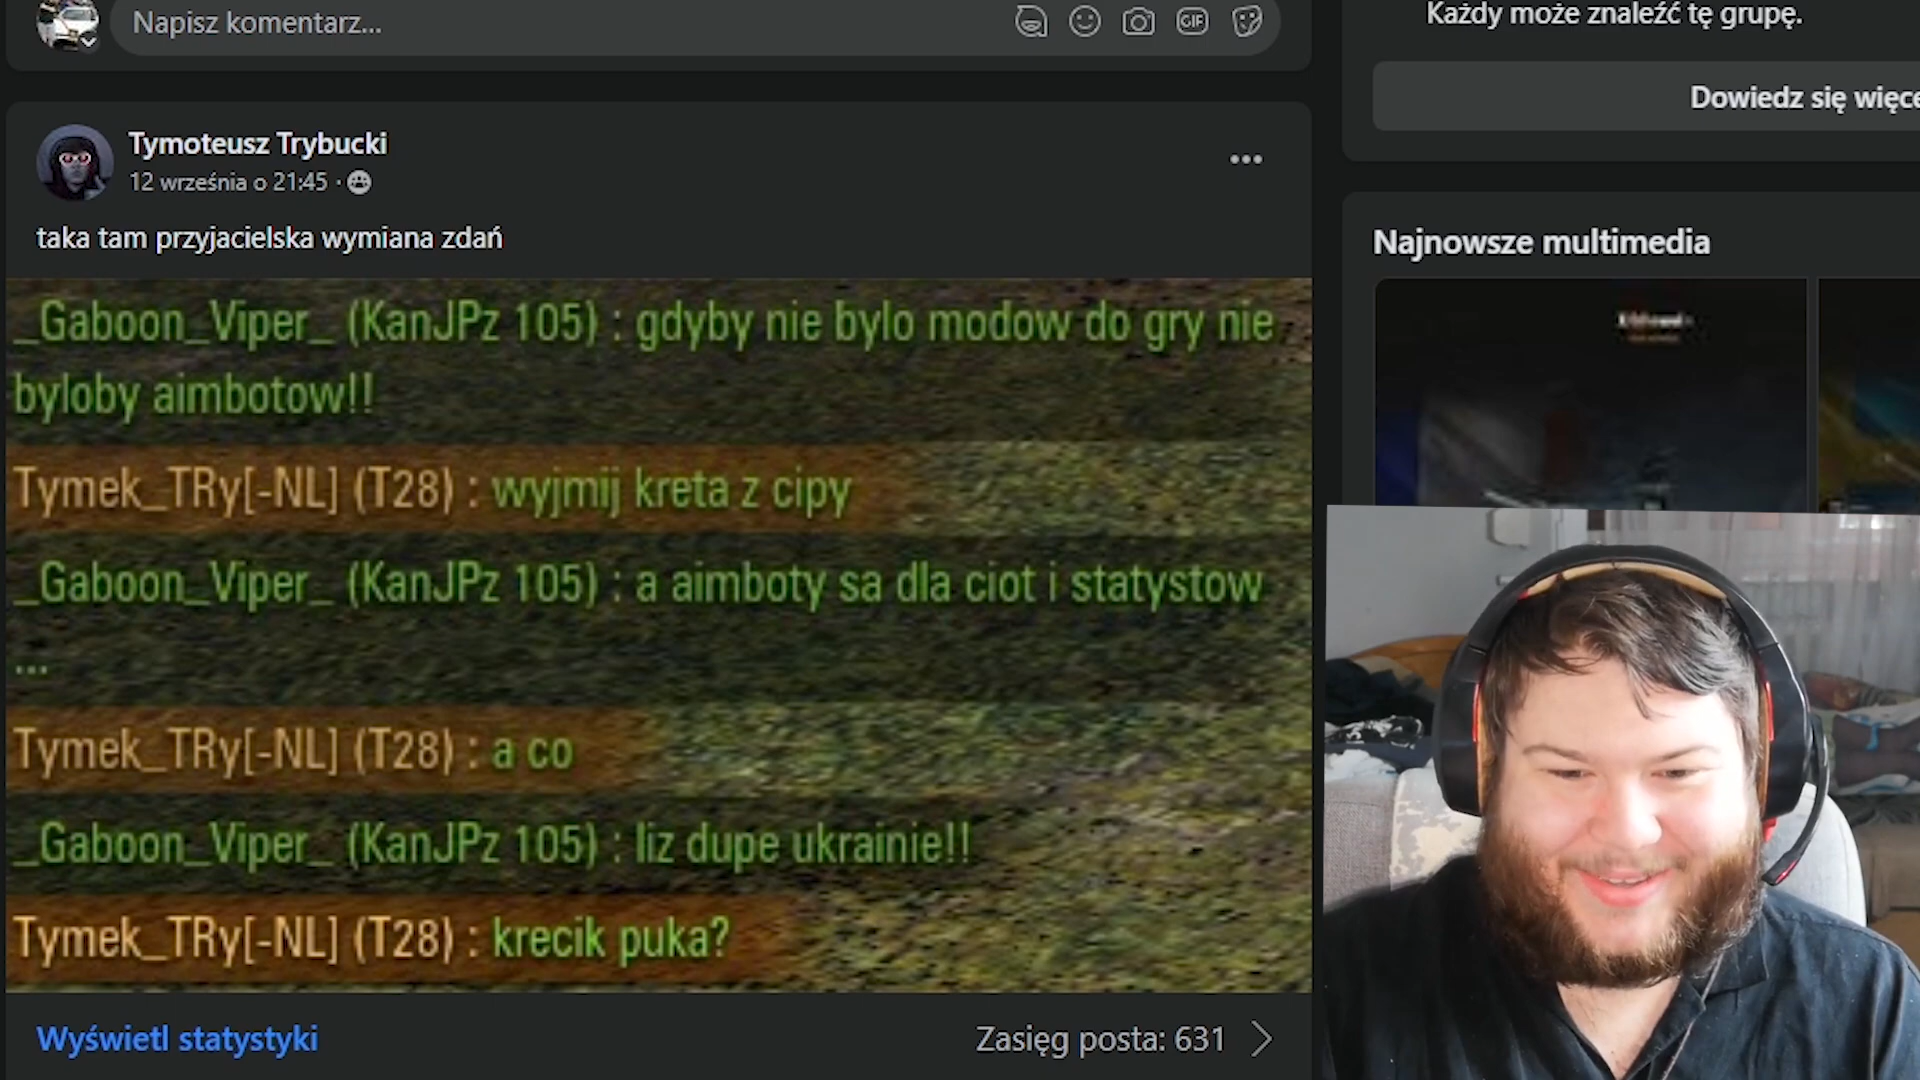 Napisz komentarz...
GIF
Każdy może znaleźć tę grupę.
Dowiedz się więce
Tymoteusz Trybucki
12 września o 21:45 ·
taka tam przyjacielska wymiana zdań
Najnowsze multimedia
_Gaboon_Viper_ (KanJPz 105) : gdyby nie bylo modow do gry nie
byloby aimbotow!!
Tymek_TRy[-NL] (T28) : wyjmij kreta z cipy
_Gaboon_Viper_ (KanJPz 105) : a aimboty sa dla ciot i statystow
...
Tymek_TRy[-NL] (T28) : a co
_Gaboon_Viper_ (KanJPz 105) : liz dupe ukrainie!!
Tymek_TRy[-NL] (T28) : krecik puka?
Wyświetl statystyki
Zasięg posta: 631